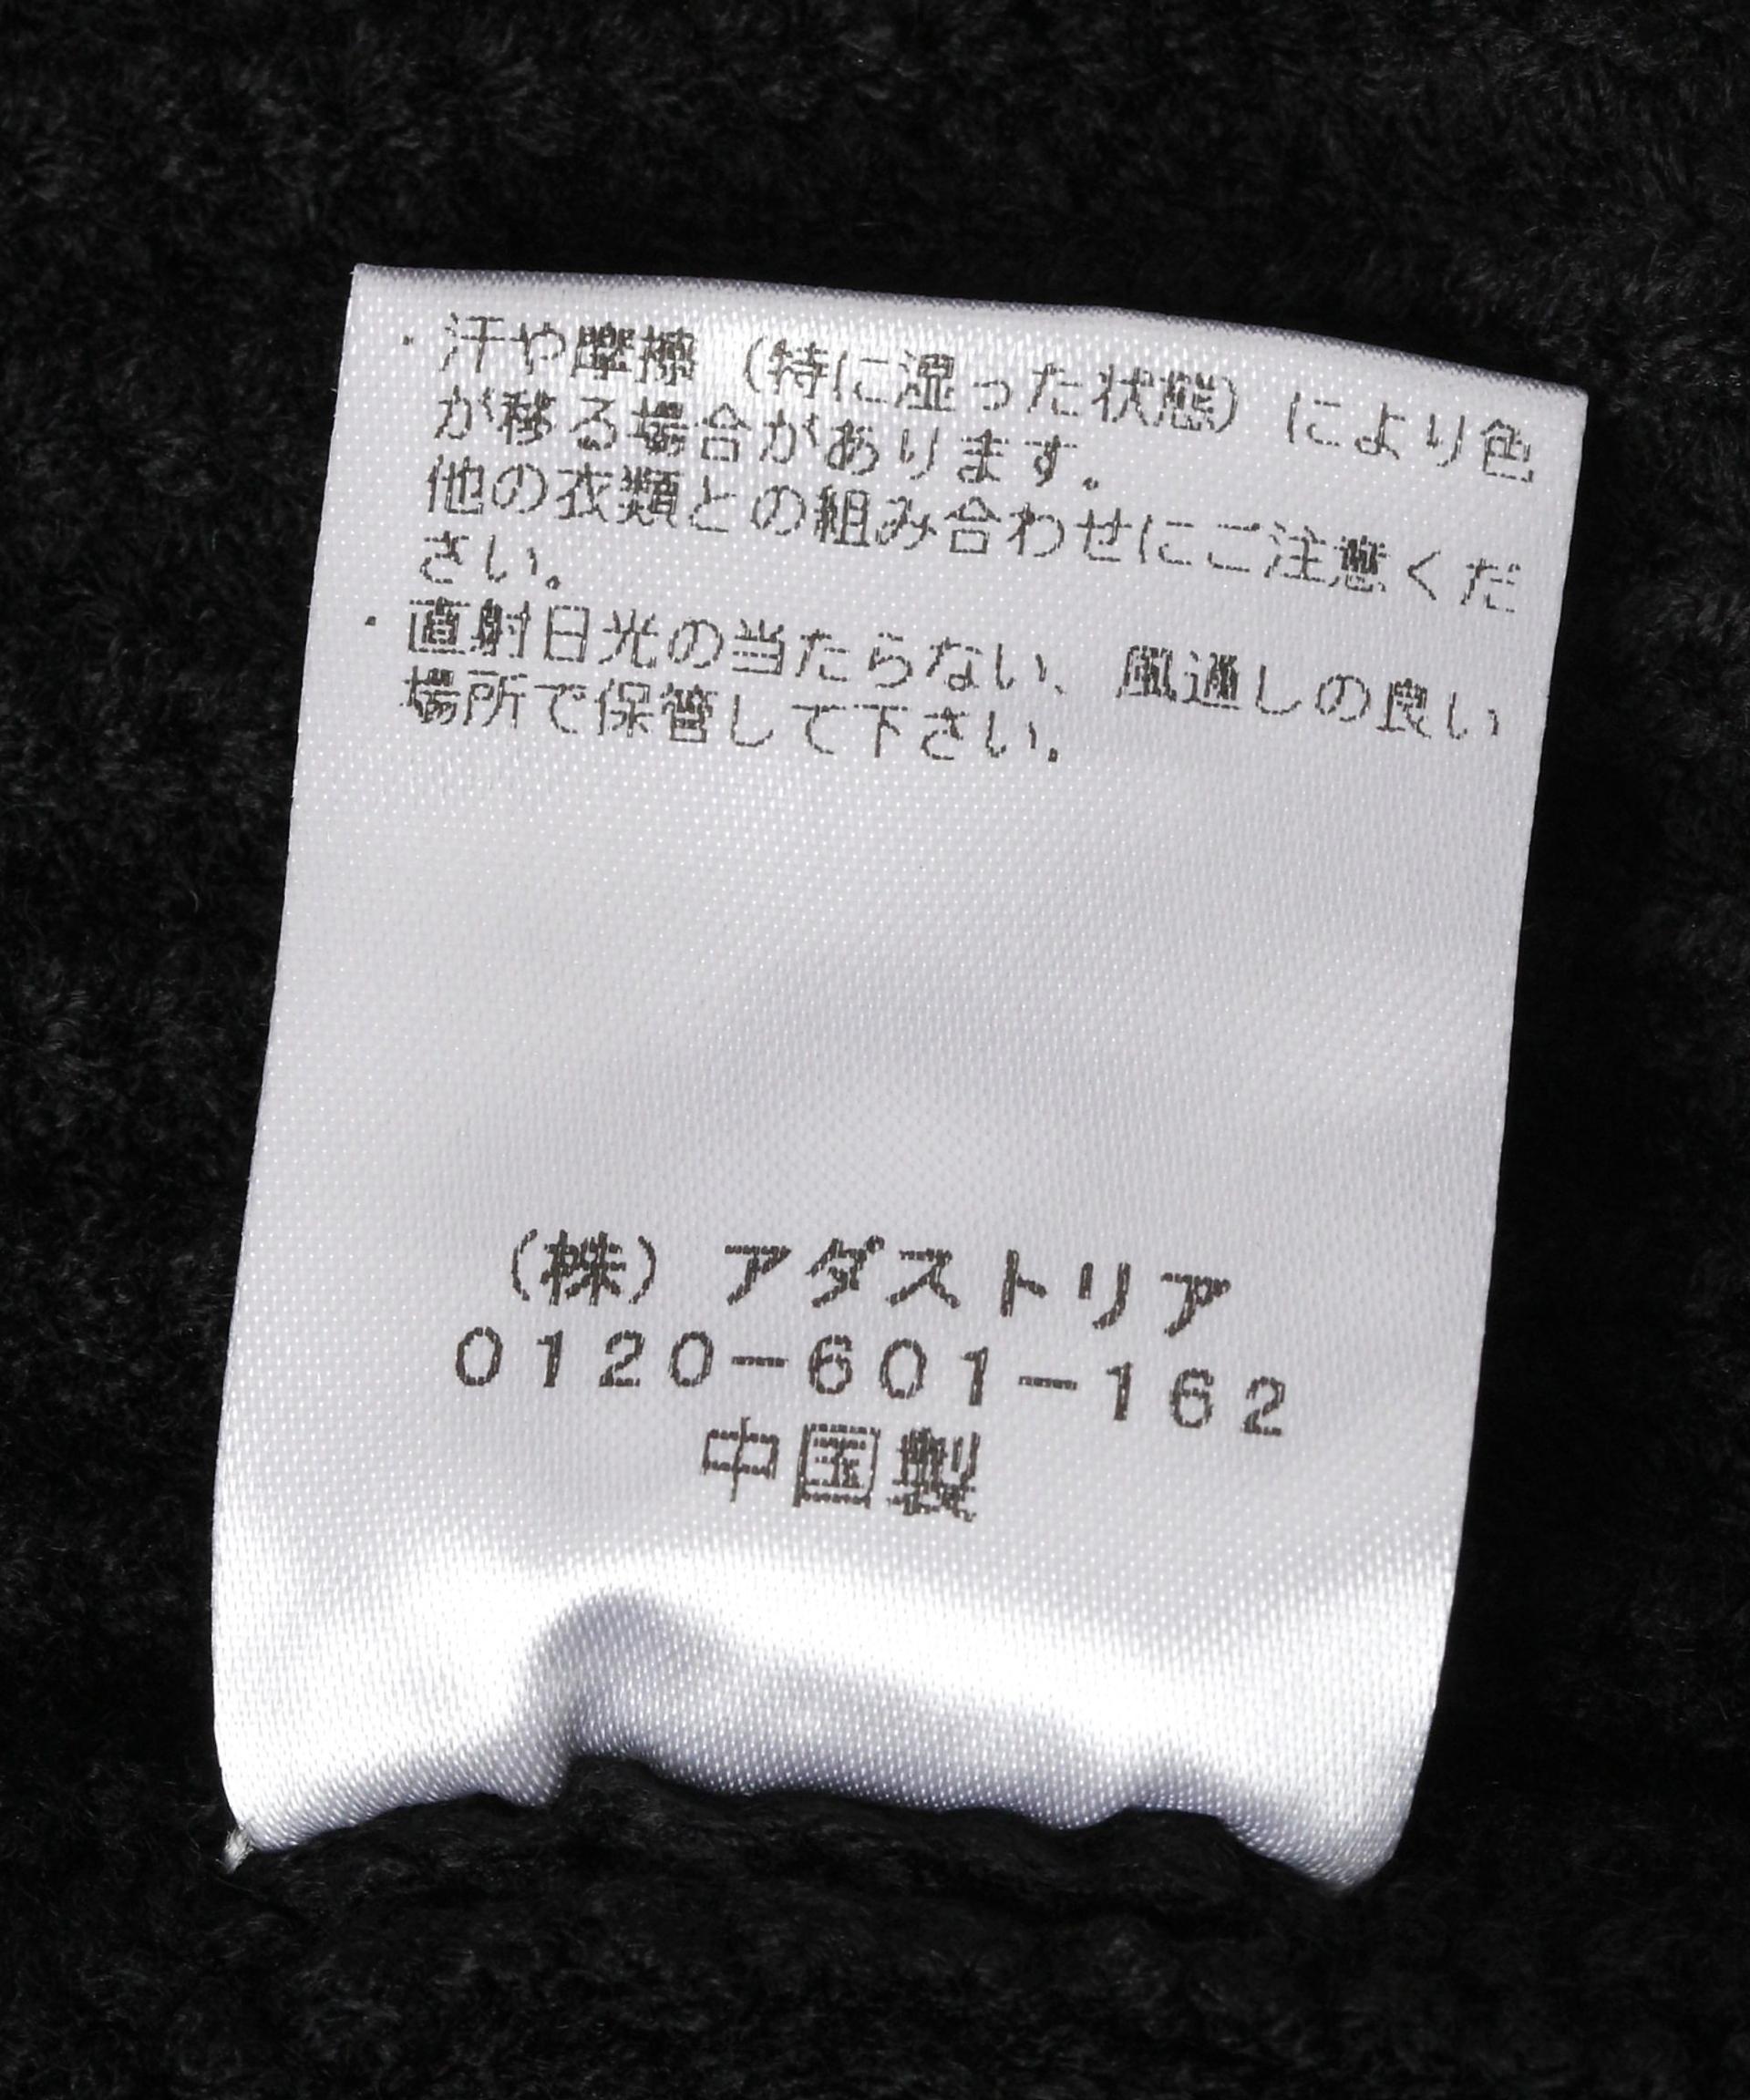 ・汗や摩擦（特に湿った状態）により色
が移る場合があります。
他の衣類との組み合わせにご注意くだ
さい。
・直射日光の当たらない、風通しの良い
場所で保管して下さい。
（株）アダストリア
0120－601－162
中国製